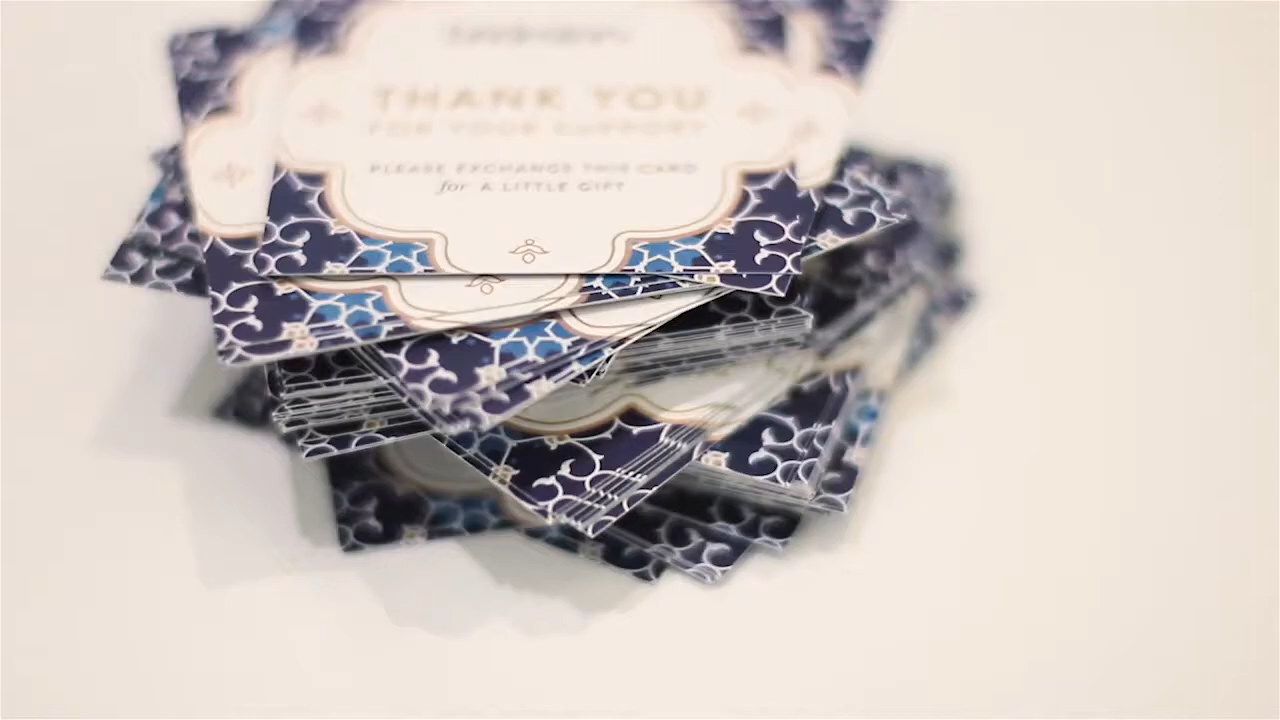 THANK YOU
FOR YOUR SUPPORT
PLEASE EXCHANGE THIS CARD
for A LITTLE GIFT